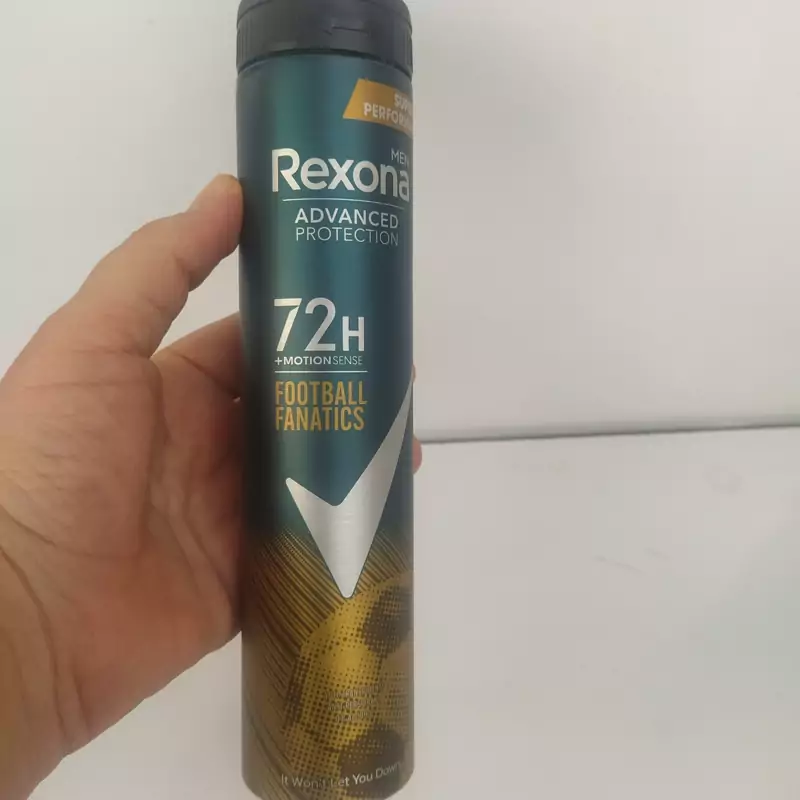 MEN
Rexona
ADVANCED
PROTECTION
72H
+MOTIONSENSE
FOOTBALL
FANATICS
It Won't Let You Down